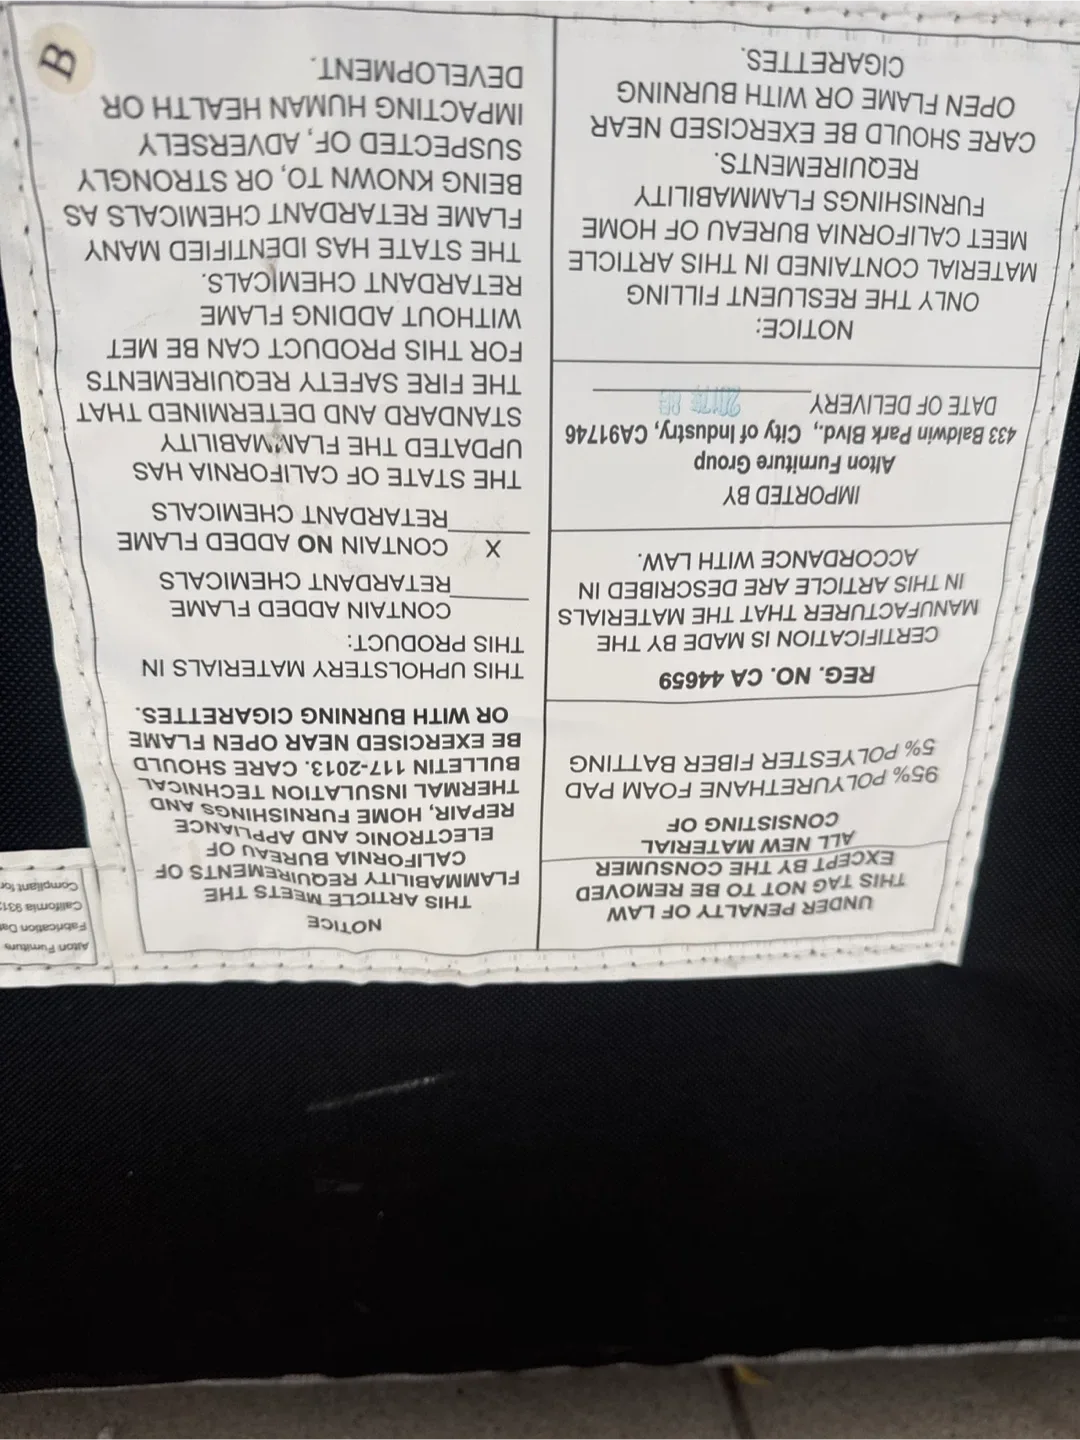 UNDER PENALTY OF LAW
THIS TAG NOT TO BE REMOVED
EXCEPT BY THE CONSUMER
ALL NEW MATERIAL
CONSISTING OF
95% POLYURETHANE FOAM PAD
5% POLYESTER FIBER BATTING
REG. NO. CA 44659
CERTIFICATION IS MADE BY THE
MANUFACTURER THAT THE MATERIALS
IN THIS ARTICLE ARE DESCRIBED IN
ACCORDANCE WITH LAW.
IMPORTED BY
Alton Furniture Group
433 Baldwin Park Blvd., City of Industry, CA91746
DATE OF DELIVERY
NOTICE:
ONLY THE RESLUENT FILLING
MATERIAL CONTAINED IN THIS ARTICLE
MEET CALIFORNIA BUREAU OF HOME
FURNINSHINGS FLAMMABILITY
REQUIREMENTS.
CARE SHOULD BE EXERCISED NEAR
OPEN FLAME OR WITH BURNING
CIGARETTES.
NOTICE
THIS ARTICLE MEETS THE
FLAMMABILITY REQUIREMENTS OF
CALIFORNIA BUREAU OF
ELECTRONIC AND APPLIANCE
REPAIR, HOME FURNISHINGS AND
THERMAL INSULATION TECHNICAL
BULLETIN 117-2013. CARE SHOULD
BE EXERCISED NEAR OPEN FLAME
OR WITH BURNING CIGARETTES.
THIS UPHOLSTERY MATERIALS IN
THIS PRODUCT:
CONTAIN ADDED FLAME
RETARDANT CHEMICALS
X CONTAIN NO ADDED FLAME
RETARDANT CHEMICALS
THE STATE OF CALIFORNIA HAS
UPDATED THE FLAMMABILITY
STANDARD AND DETERMINED THAT
THE FIRE SAFETY REQUIREMENTS
FOR THIS PRODUCT CAN BE MET
WITHOUT ADDING FLAME
RETARDANT CHEMICALS.
THE STATE HAS IDENTIFIED MANY
FLAME RETARDANT CHEMICALS AS
BEING KNOWN TO, OR STRONGLY
SUSPECTED OF, ADVERSELY
IMPACTING HUMAN HEALTH OR
DEVELOPMENT.
B
Alton Furniture
Fabrication
California
Compliant for